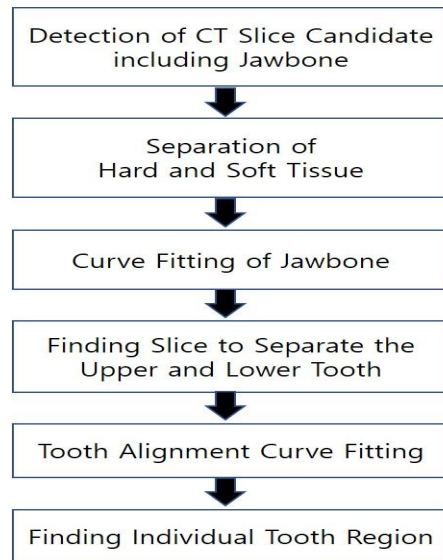 Detection of CT Slice Candidate
including Jawbone
Separation of
Hard and Soft Tissue
Curve Fitting of Jawbone
Finding Slice to Separate the
Upper and Lower Tooth
Tooth Alignment Curve Fitting
Finding Individual Tooth Region